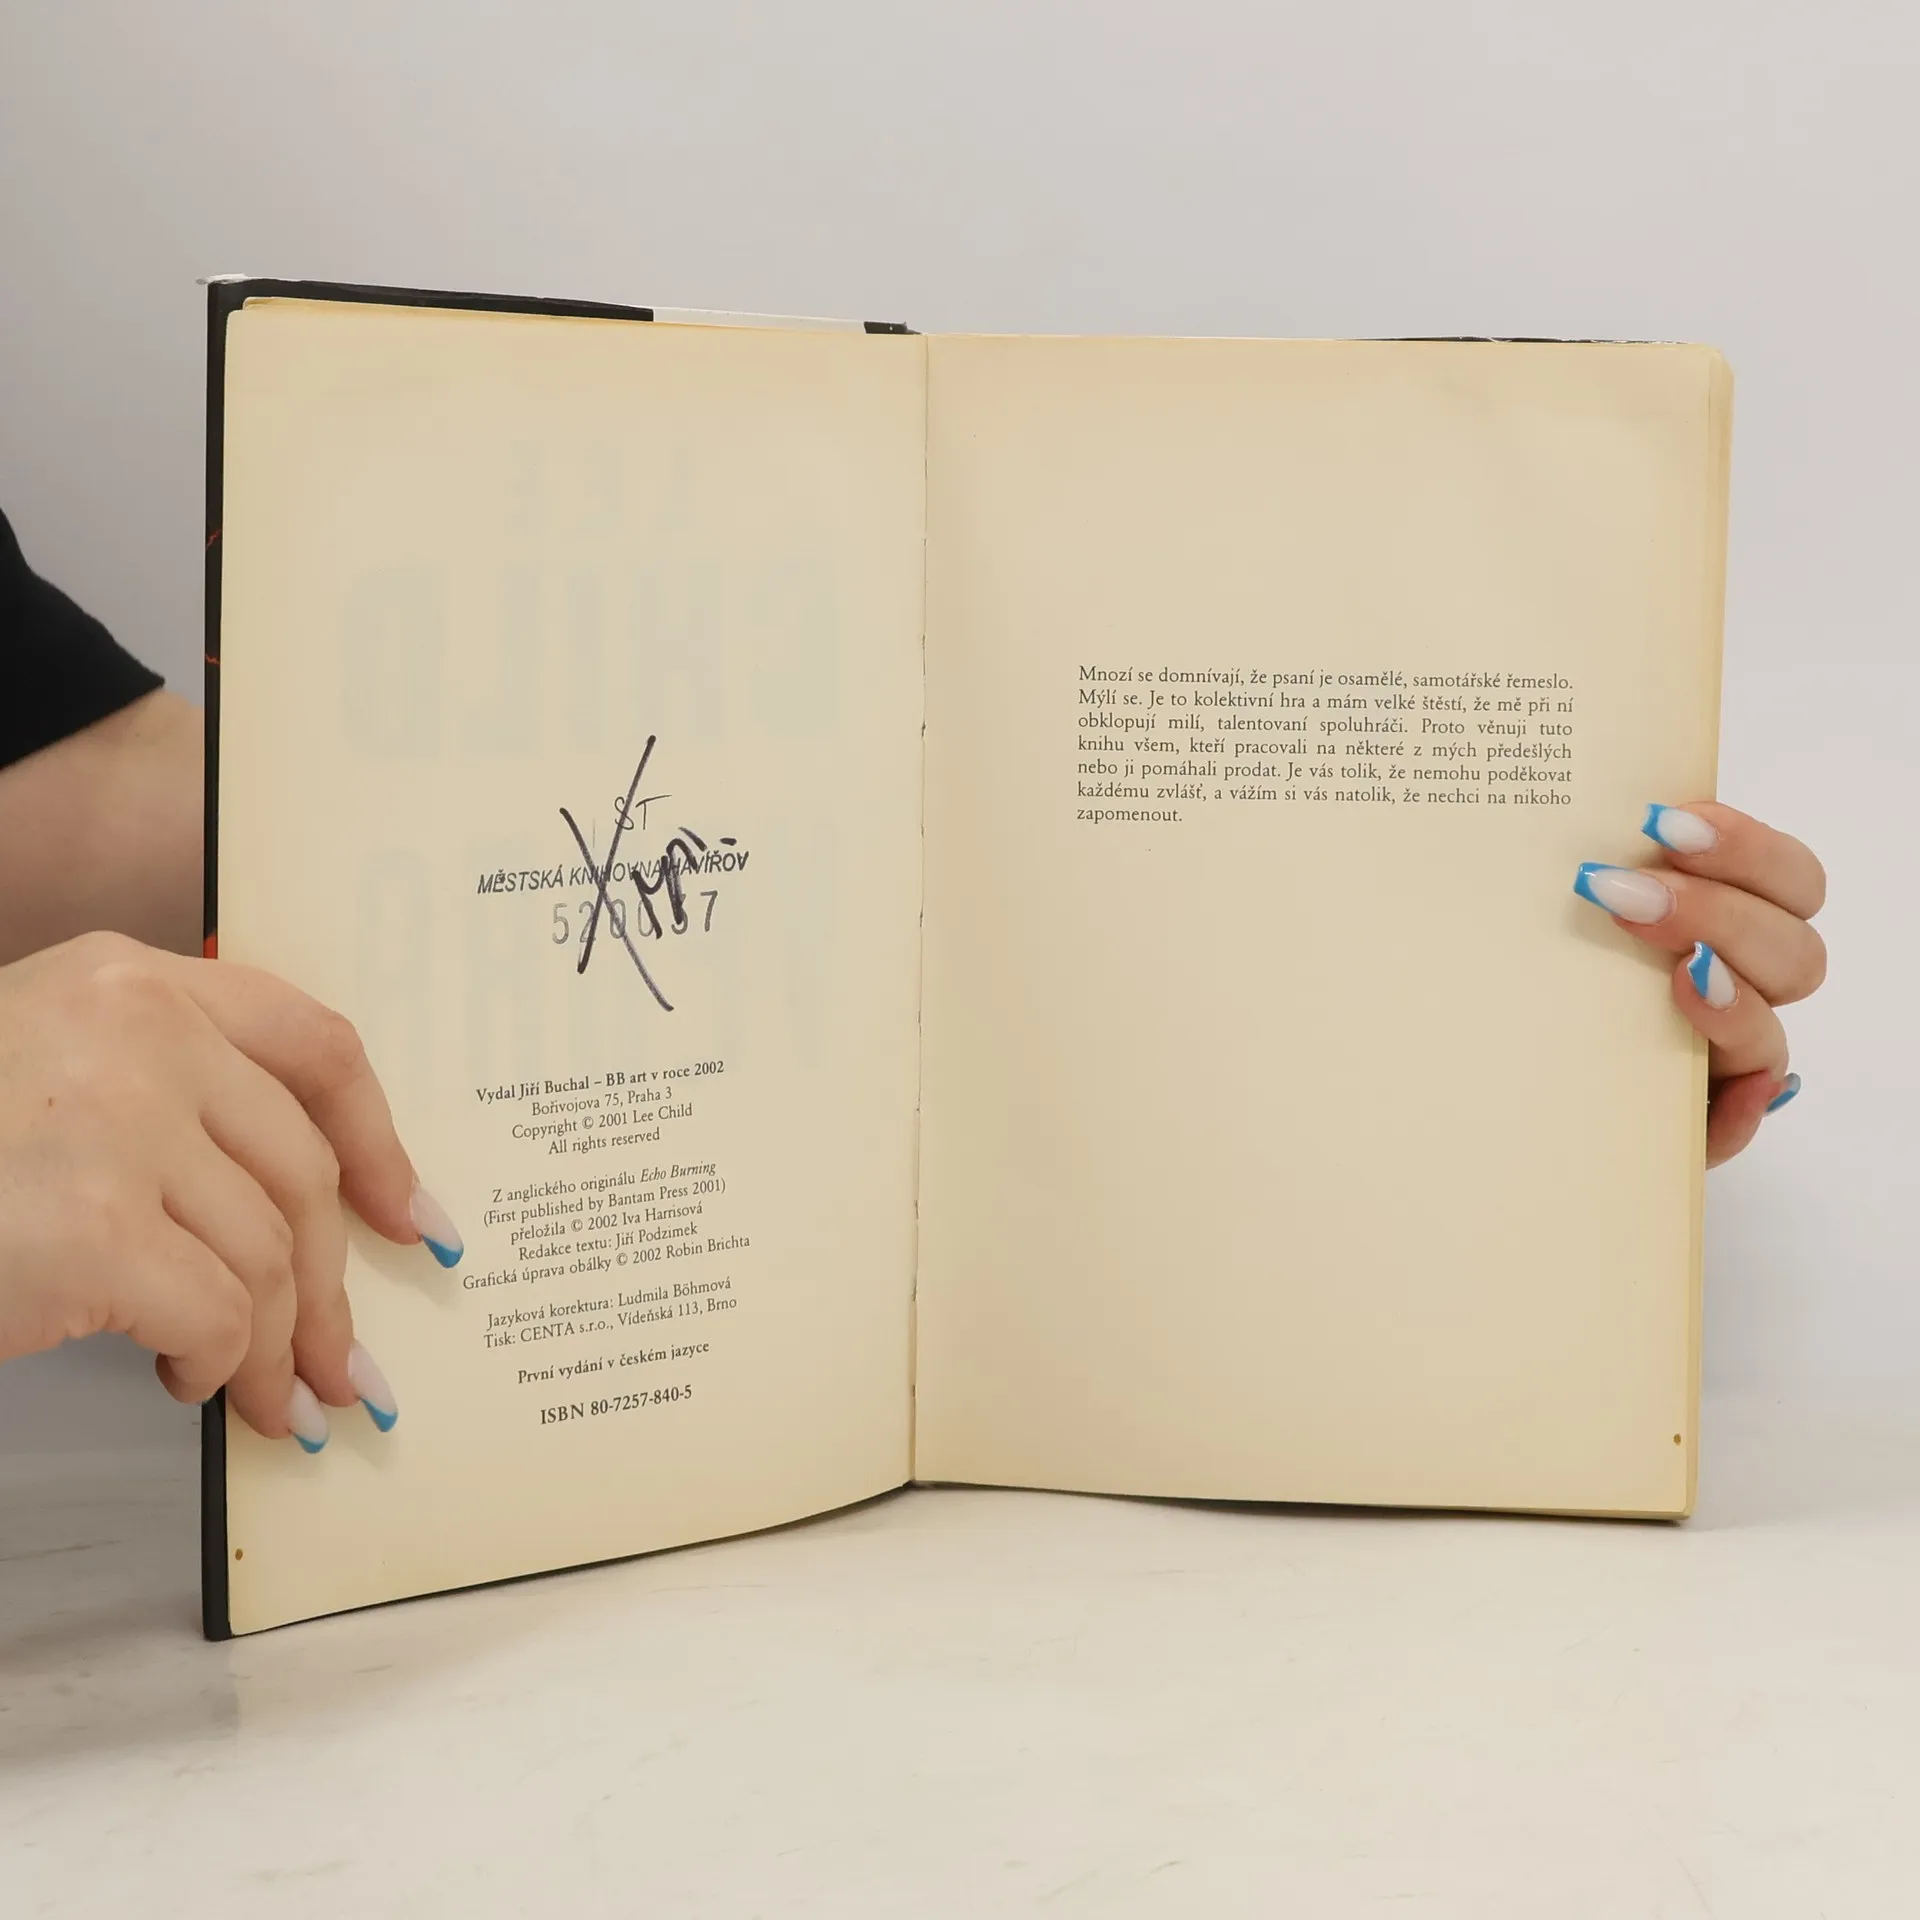 ST
MĚSTSKÁ KNIHOVNA HAVÍŘOV
Vydal Jiří Buchal – BB art v roce 2002
Bořivojova 75, Praha 3
Copyright © 2001 Lee Child
All rights reserved
Z anglického originálu Echo Burning
(First published by Bantam Press 2001)
přeložila © 2002 Iva Harrisová
Redakce textu: Jiří Podzimek
Grafická úprava obálky © 2002 Robin Brichta
Jazyková korektura: Ludmila Böhmová
Tisk: CENTA s.r.o., Vídeňská 113, Brno
První vydání v českém jazyce
ISBN 80-7257-840-5
Mnozí se domnívají, že psaní je osamělé, samotářské řemeslo.
Mýlí se. Je to kolektivní hra a mám velké štěstí, že mě při ní
obklopují milí, talentovaní spoluhráči. Proto věnuji tuto
knihu všem, kteří pracovali na některé z mých předešlých
nebo ji pomáhali prodat. Je vás tolik, že nemohu poděkovat
každému zvlášť, a vážím si vás natolik, že nechci na nikoho
zapomenout.